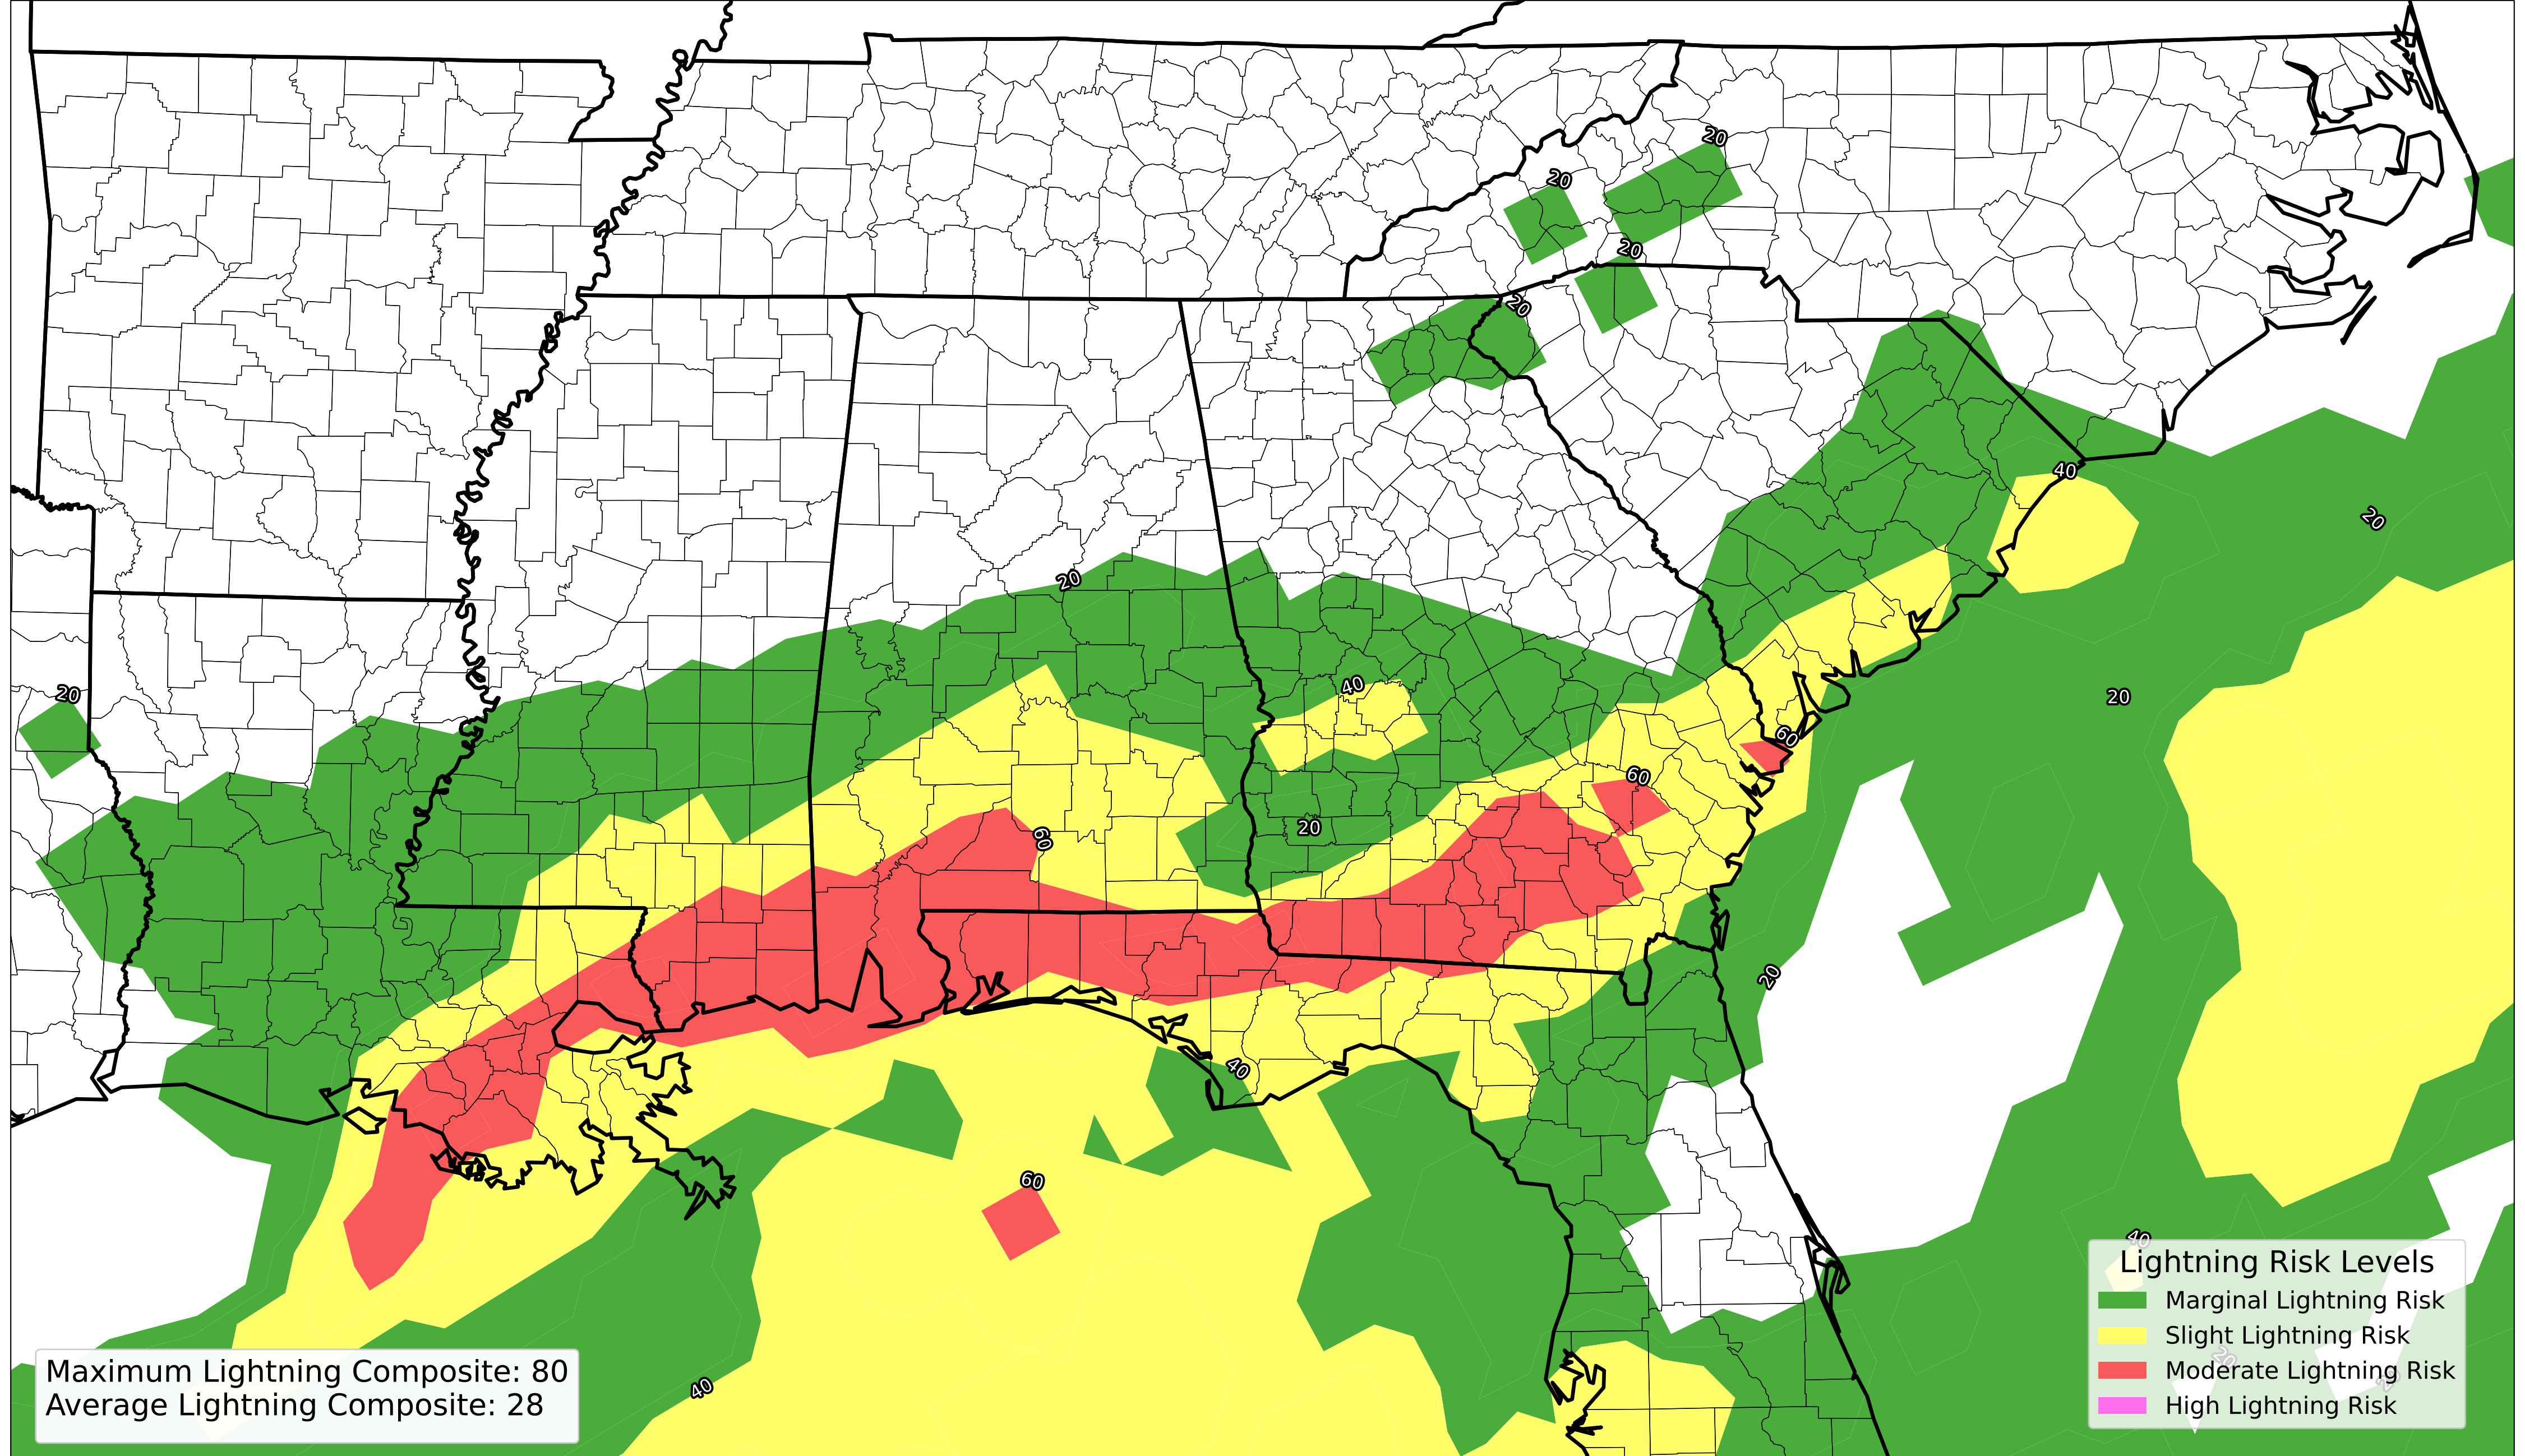 20
20
20
20
40
20
20
20
40
20
60
60
60
20
20
40
60
40
40
20
Lightning Risk Levels
Marginal Lightning Risk
Slight Lightning Risk
Moderate Lightning Risk
High Lightning Risk
Maximum Lightning Composite: 80
Average Lightning Composite: 28